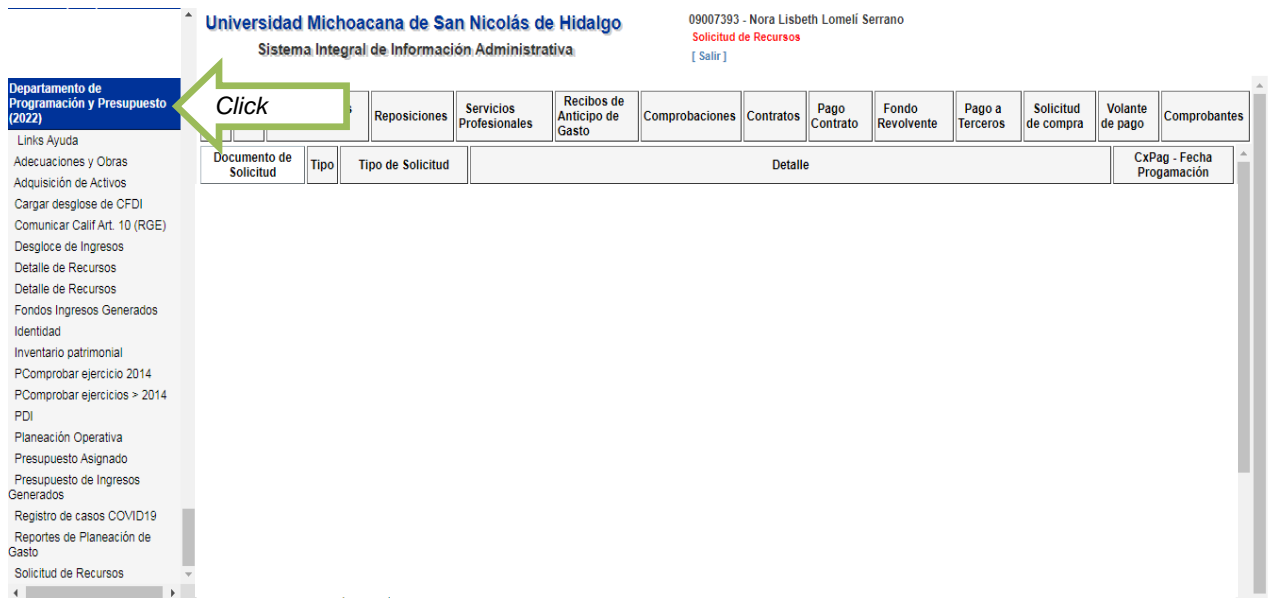 Universidad Michoacana de San Nicolás de Hidalgo
Sistema Integral de Información Administrativa
09007393 - Nora Lisbeth Lomelí Serrano
Solicitud de Recursos
[ Salir ]
Departamento de
Programación y Presupuesto
(2022)
Click
Links Ayuda
Adecuaciones y Obras
Adquisición de Activos
Cargar desglose de CFDI
Comunicar Calif Art. 10 (RGE)
Desgloce de Ingresos
Detalle de Recursos
Detalle de Recursos
Fondos Ingresos Generados
Identidad
Inventario patrimonial
PComprobar ejercicio 2014
PComprobar ejercicios > 2014
PDI
Planeación Operativa
Presupuesto Asignado
Presupuesto de Ingresos
Generados
Registro de casos COVID19
Reportes de Planeación de
Gasto
Solicitud de Recursos
Reposiciones
Servicios
Profesionales
Recibos de
Anticipo de
Gasto
Comprobaciones
Contratos
Pago
Contrato
Fondo
Revolvente
Pago a
Terceros
Solicitud
de compra
Volante
de pago
Comprobantes
Documento de
Solicitud
Tipo
Tipo de Solicitud
Detalle
CxPag - Fecha
Progamación